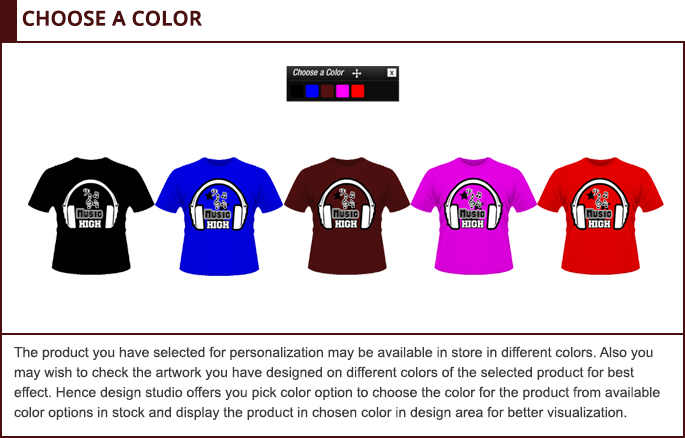 CHOOSE A COLOR
Choose a Color
x
MUSIC
HIGH
MUSIC
HIGH
MUSIC
HIGH
MUSIC
HIGH
MUSIC
HIGH
The product you have selected for personalization may be available in store in different colors. Also you
may wish to check the artwork you have designed on different colors of the selected product for best
effect. Hence design studio offers you pick color option to choose the color for the product from available
color options in stock and display the product in chosen color in design area for better visualization.